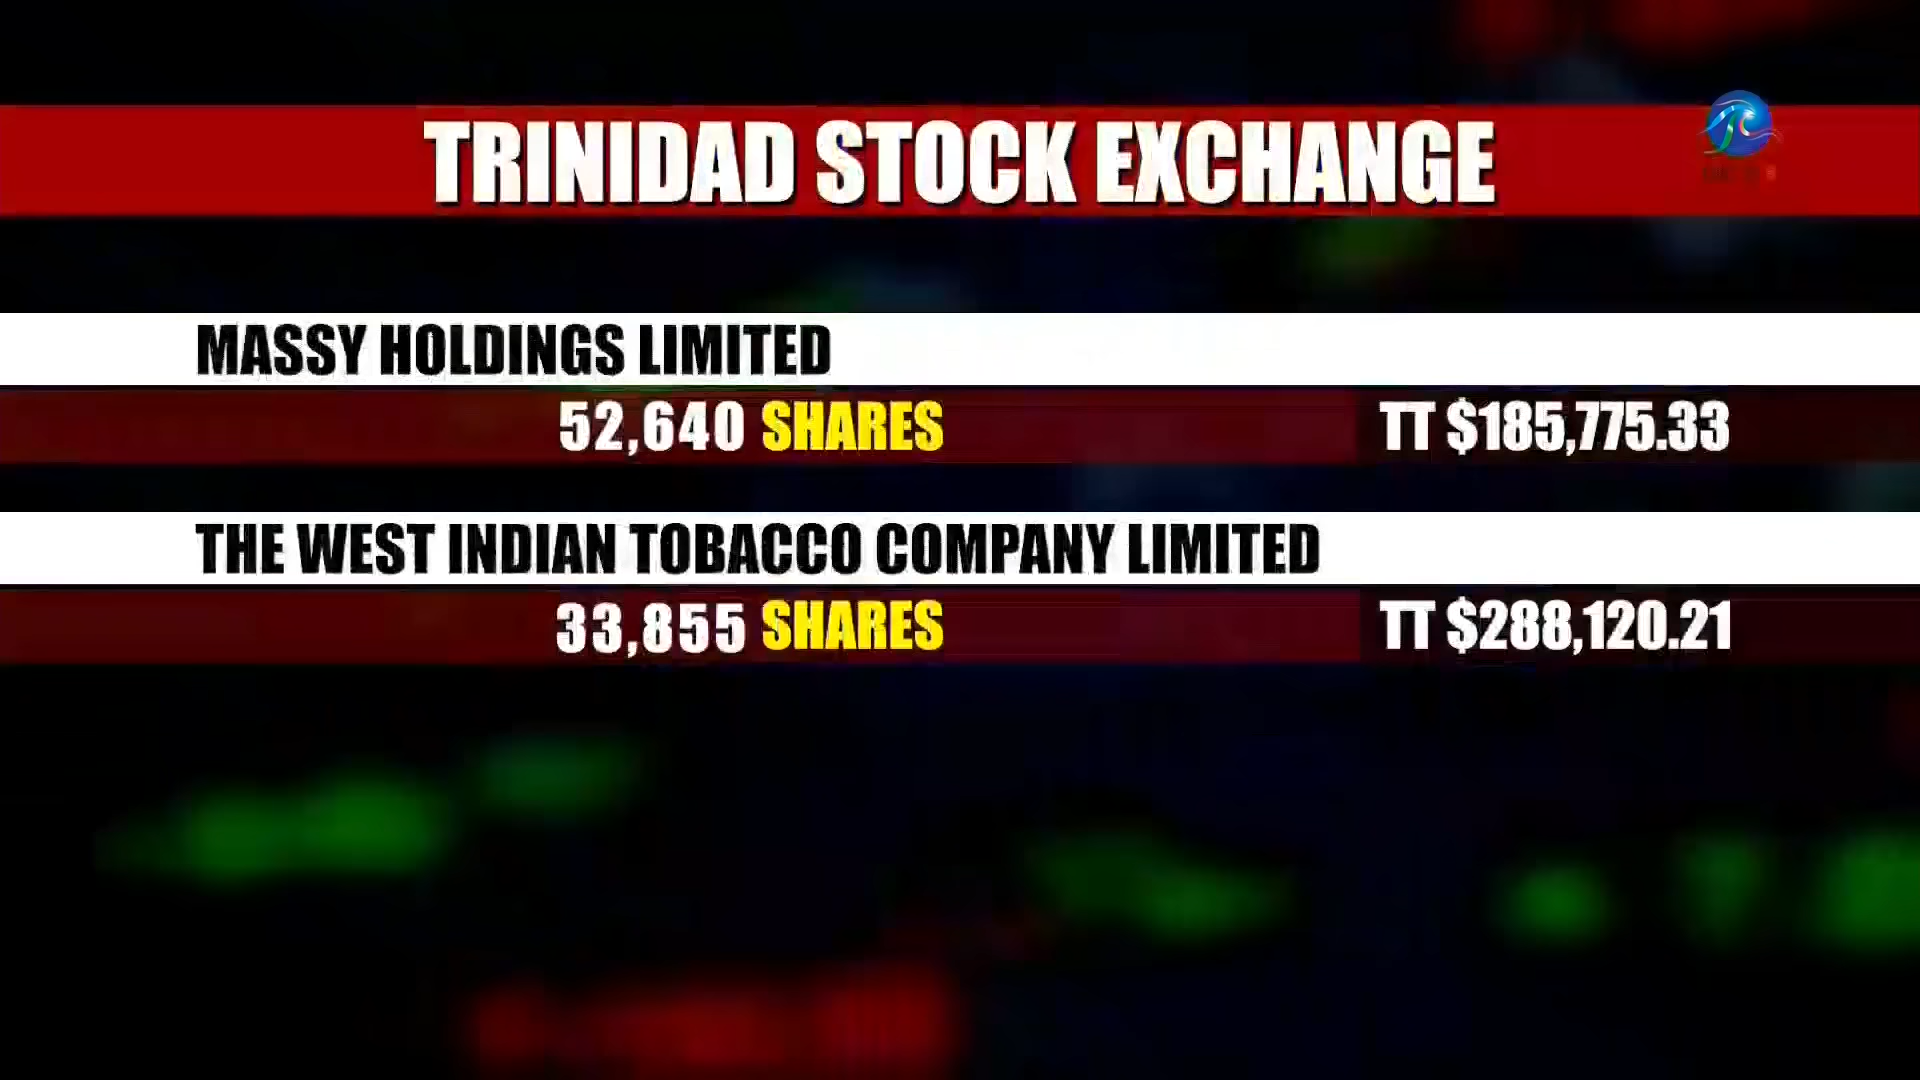 TRINIDAD STOCK EXCHANGE
MASSY HOLDINGS LIMITED
52,640 SHARES TT $185,775.33
THE WEST INDIAN TOBACCO COMPANY LIMITED
33,855 SHARES TT $288,120.21